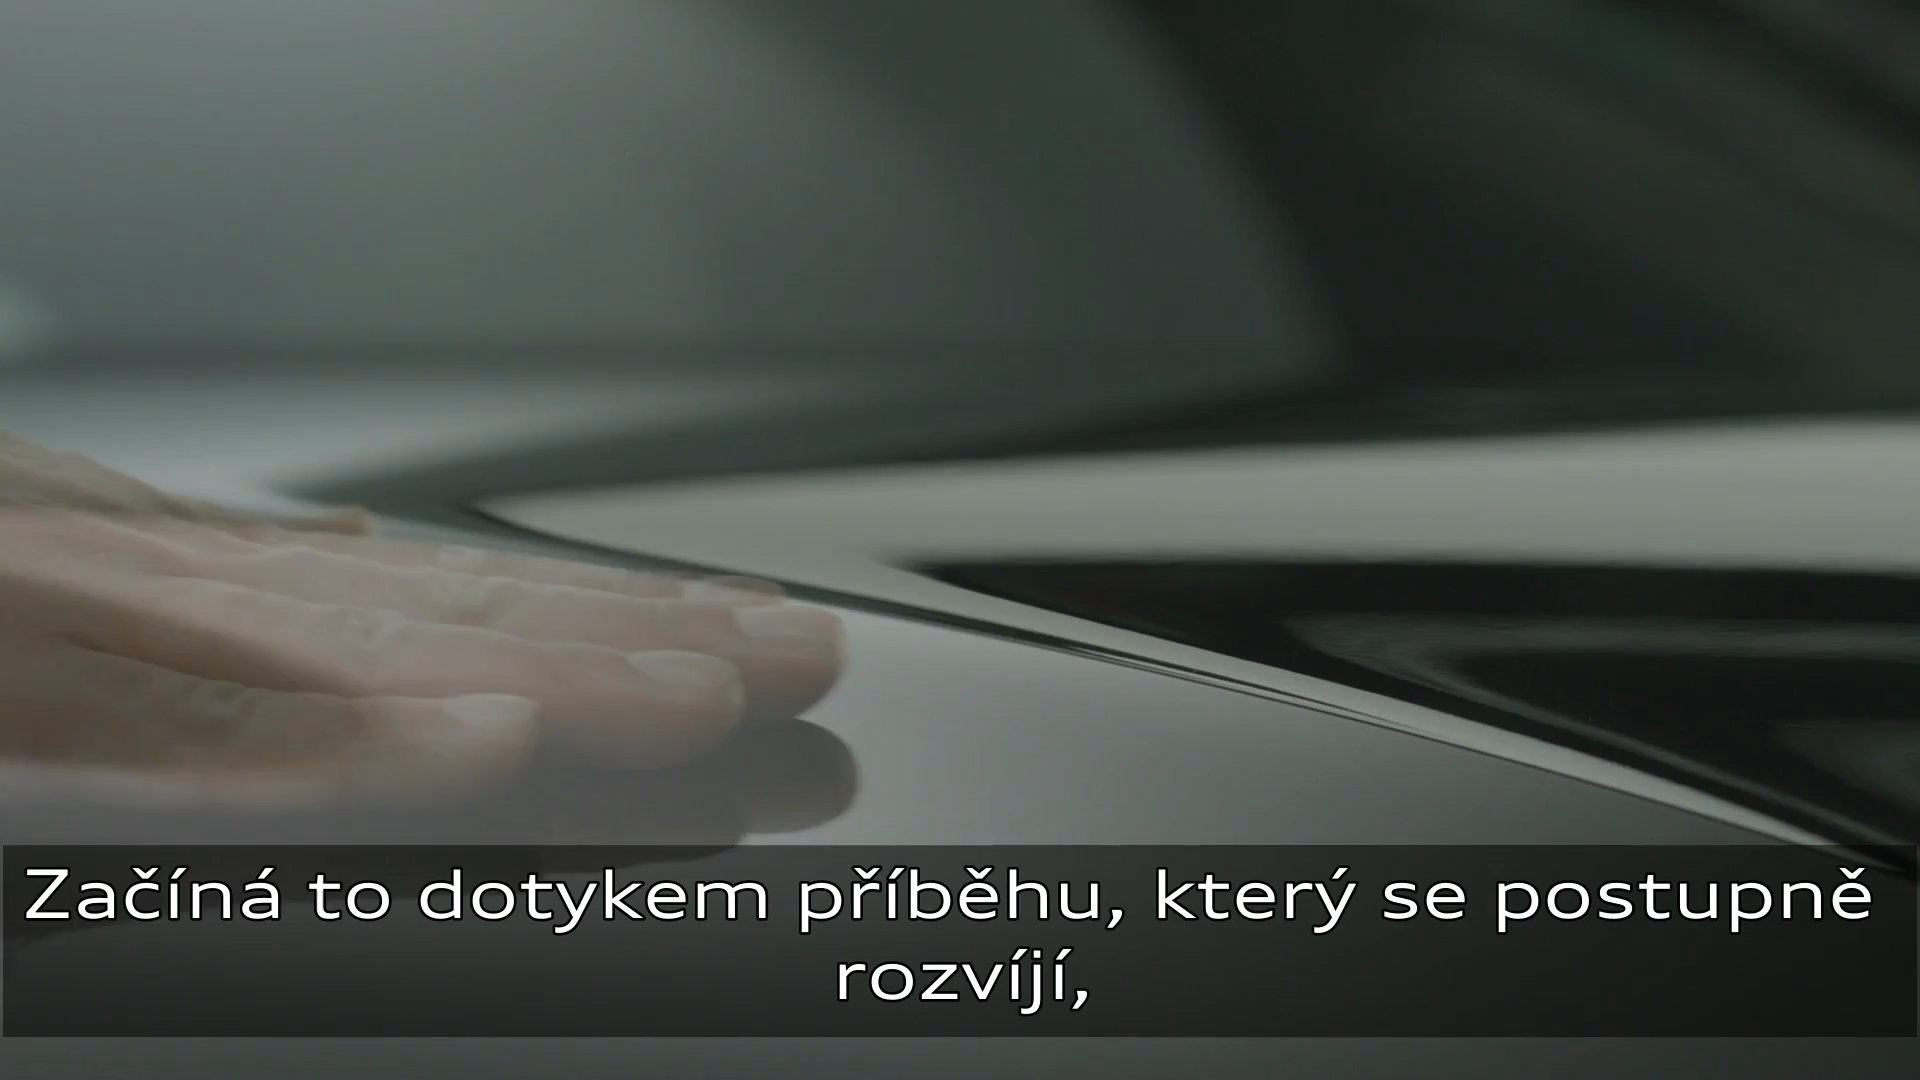 Začíná to dotykem příběhu, který se postupně
rozvíjí,